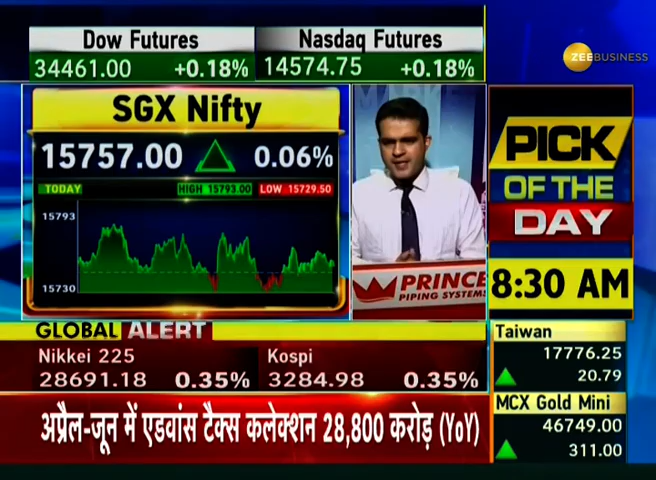 Dow Futures
34461.00 +0.18%
Nasdaq Futures
14574.75 +0.18%
ZEE BUSINESS
SGX Nifty
15757.00 0.06%
TODAY HIGH 15793.00 LOW 15729.50
15793
15730
MARKE
PRINCE
PIPING SYSTEMS
PICK
OF THE
DAY
8:30 AM
GLOBAL ALERT
Nikkei 225
28691.18 0.35%
Kospi
3284.98 0.35%
Taiwan
17776.25
20.79
MCX Gold Mini
46749.00
311.00
अप्रैल-जून में एडवांस टैक्स कलेक्शन 28,800 करोड़ (YoY)